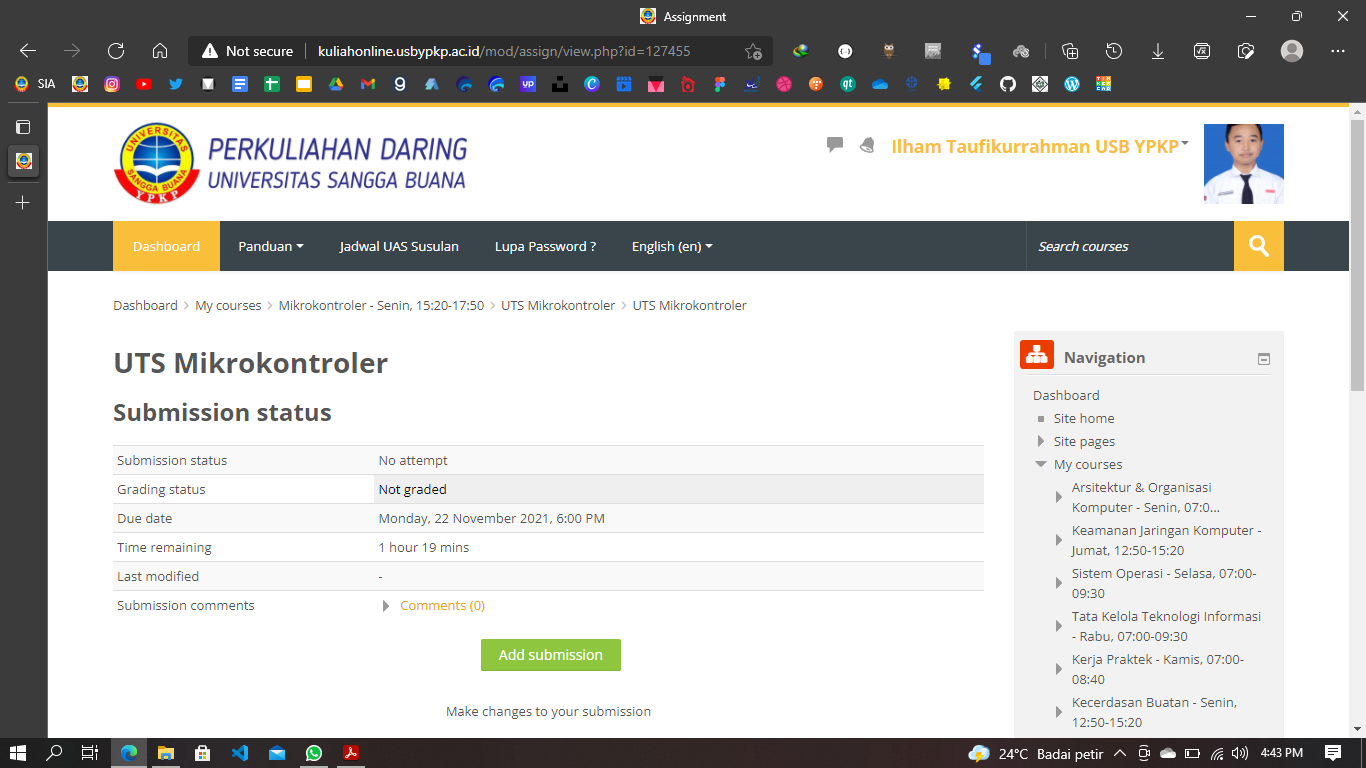 Assignment
Not secure
kuliahonline.usbypkp.ac.id/mod/assign/view.php?id=127455
SIA
UNIVERSITAS
SANGGA BUANA
YPKP
PERKULIAHAN DARING
UNIVERSITAS SANGGA BUANA
Ilham Taufikurrahman USB YPKP
Dashboard
Panduan
Jadwal UAS Susulan
Lupa Password ?
English (en)
Search courses
Dashboard > My courses > Mikrokontroler - Senin, 15:20-17:50 > UTS Mikrokontroler > UTS Mikrokontroler
UTS Mikrokontroler
Submission status
Submission status No attempt
Grading status Not graded
Due date Monday, 22 November 2021, 6:00 PM
Time remaining 1 hour 19 mins
Last modified -
Submission comments Comments (0)
Add submission
Make changes to your submission
Navigation
Dashboard
Site home
Site pages
My courses
Arsitektur & Organisasi
Komputer - Senin, 07:0...
Keamanan Jaringan Komputer -
Jumat, 12:50-15:20
Sistem Operasi - Selasa, 07:00-
09:30
Tata Kelola Teknologi Informasi
- Rabu, 07:00-09:30
Kerja Praktek - Kamis, 07:00-
08:40
Kecerdasan Buatan - Senin,
12:50-15:20
24°C Badai petir
4:43 PM